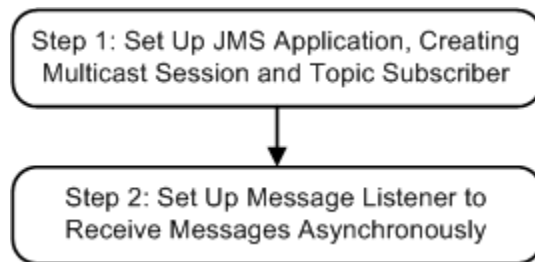 Step 1: Set Up JMS Application, Creating
Multicast Session and Topic Subscriber
Step 2: Set Up Message Listener to
Receive Messages Asynchronously